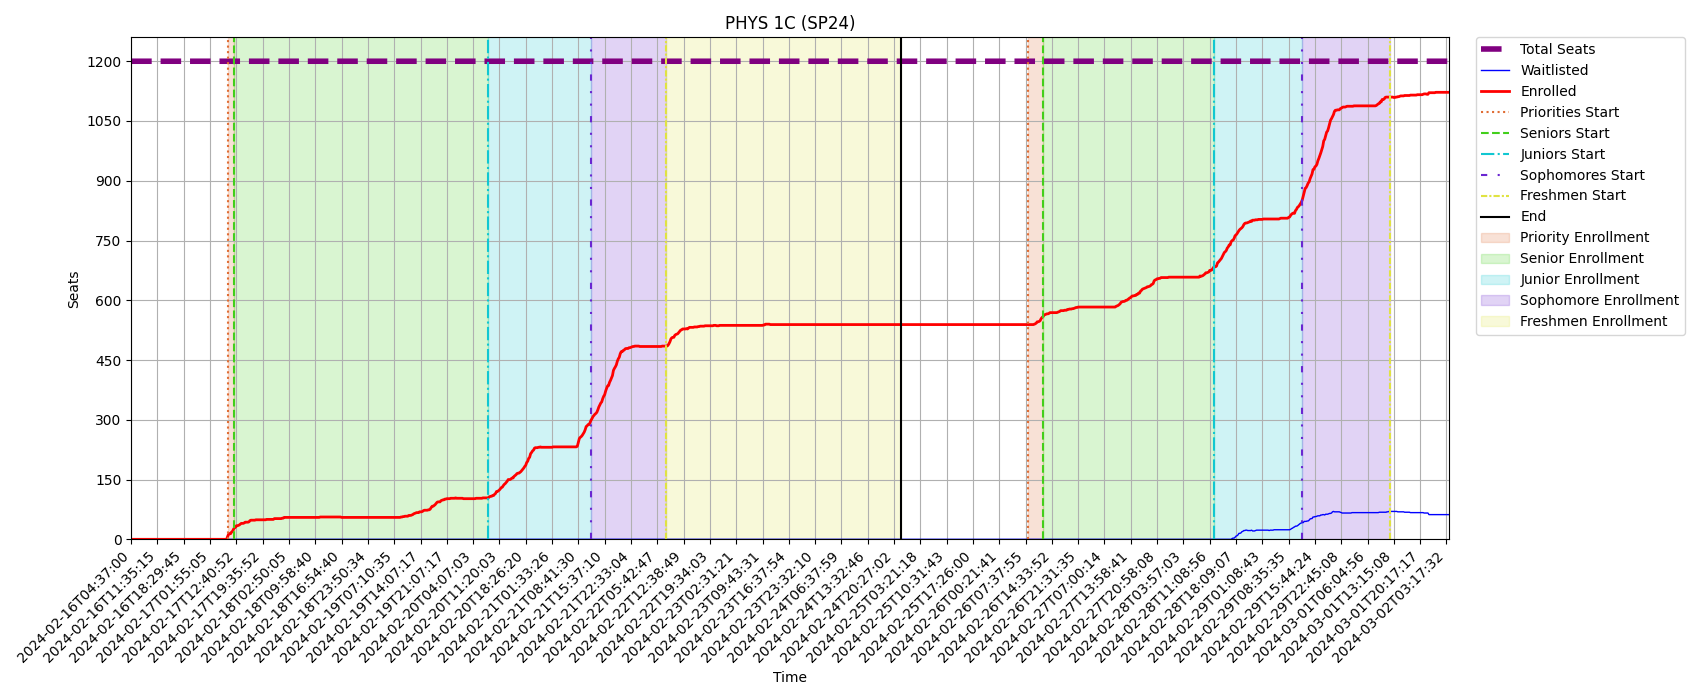 PHYS 1C (SP24)
Seats
1200
1050
900
750
600
450
300
150
0
2024-02-16T04:37:00
2024-02-16T11:35:15
2024-02-16T18:29:45
2024-02-17T01:55:05
2024-02-17T12:40:52
2024-02-17T19:35:52
2024-02-18T02:50:05
2024-02-18T09:58:40
2024-02-18T16:54:40
2024-02-18T23:50:34
2024-02-19T07:10:35
2024-02-19T14:07:17
2024-02-19T21:07:17
2024-02-20T04:07:03
2024-02-20T11:20:03
2024-02-20T18:26:20
2024-02-21T01:33:26
2024-02-21T08:41:30
2024-02-21T15:37:10
2024-02-21T22:33:04
2024-02-22T05:42:47
2024-02-22T12:38:49
2024-02-22T19:34:03
2024-02-23T02:31:21
2024-02-23T09:43:31
2024-02-23T16:37:54
2024-02-23T23:32:10
2024-02-24T06:37:59
2024-02-24T13:32:46
2024-02-24T20:27:02
2024-02-25T03:21:18
2024-02-25T10:31:43
2024-02-25T17:26:00
2024-02-26T00:21:41
2024-02-26T07:37:55
2024-02-26T14:33:52
2024-02-26T21:31:35
2024-02-27T07:00:14
2024-02-27T13:58:41
2024-02-27T20:58:08
2024-02-28T03:57:03
2024-02-28T11:08:56
2024-02-28T18:09:07
2024-02-29T01:08:43
2024-02-29T08:35:35
2024-02-29T15:44:24
2024-02-29T22:45:08
2024-03-01T06:04:56
2024-03-01T13:15:08
2024-03-01T20:17:17
2024-03-02T03:17:32
Time
Total Seats
Waitlisted
Enrolled
Priorities Start
Seniors Start
Juniors Start
Sophomores Start
Freshmen Start
End
Priority Enrollment
Senior Enrollment
Junior Enrollment
Sophomore Enrollment
Freshmen Enrollment